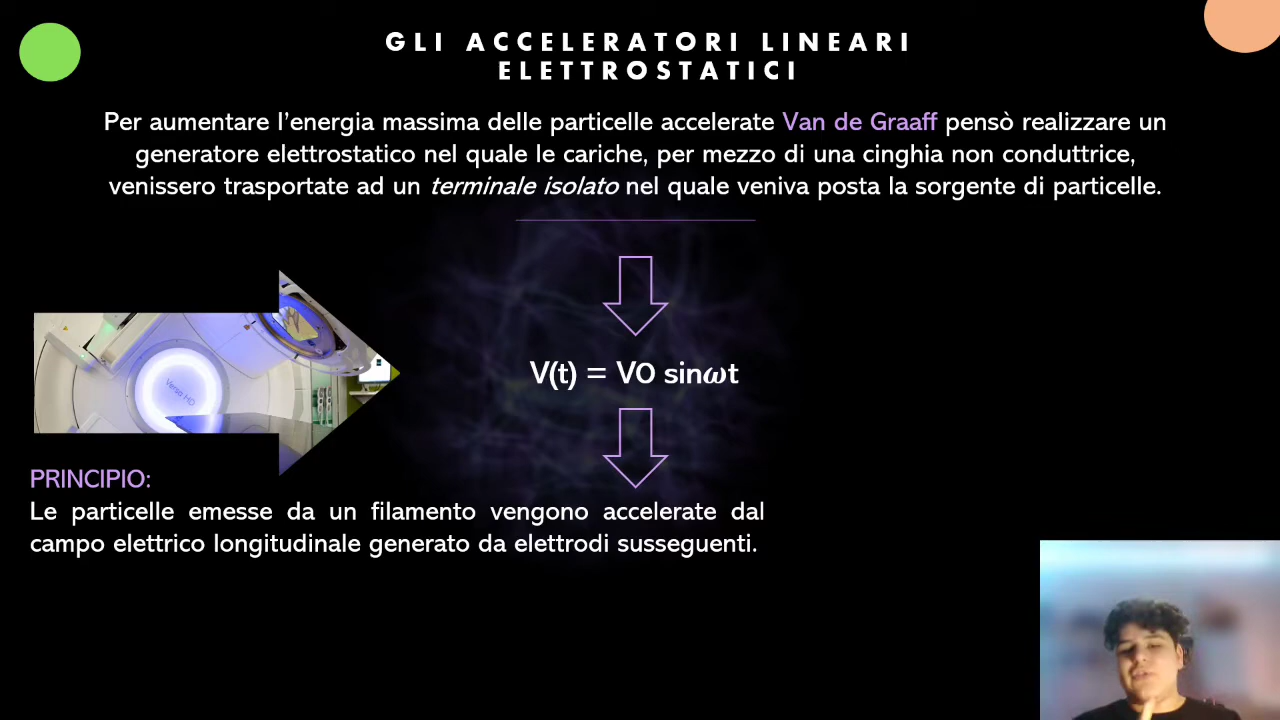 GLI ACCELERATORI LINEARI
ELETTROSTATICI
Per aumentare l’energia massima delle particelle accelerate Van de Graaff pensò realizzare un
generatore elettrostatico nel quale le cariche, per mezzo di una cinghia non conduttrice,
venissero trasportate ad un terminale isolato nel quale veniva posta la sorgente di particelle.
V(t) = VO sinωt
Versa HD
PRINCIPIO:
Le particelle emesse da un filamento vengono accelerate dal
campo elettrico longitudinale generato da elettrodi susseguenti.